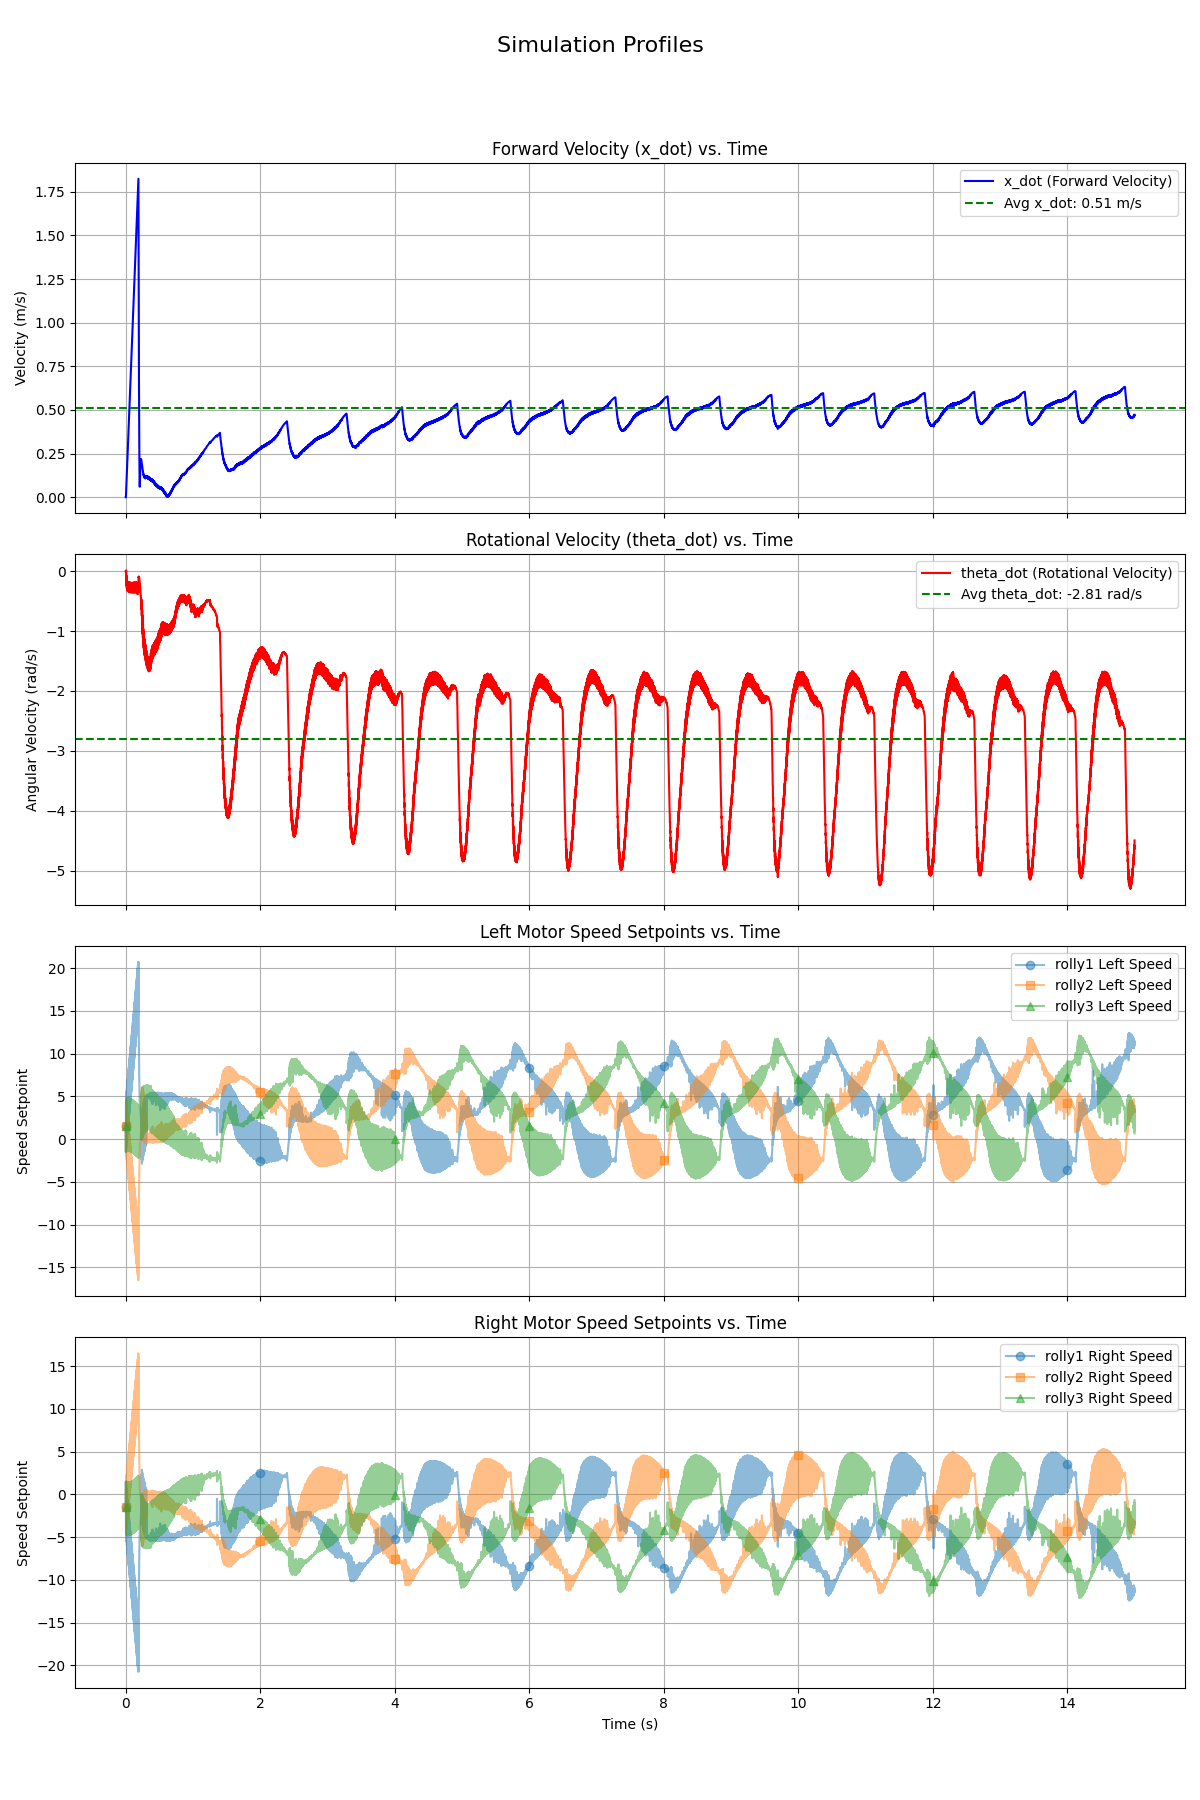 Simulation Profiles
Forward Velocity (x_dot) vs. Time
Velocity (m/s)
1.75
1.50
1.25
1.00
0.75
0.50
0.25
0.00
x_dot (Forward Velocity)
Avg x_dot: 0.51 m/s
Rotational Velocity (theta_dot) vs. Time
Angular Velocity (rad/s)
0
−1
−2
−3
−4
−5
theta_dot (Rotational Velocity)
Avg theta_dot: -2.81 rad/s
Left Motor Speed Setpoints vs. Time
Speed Setpoint
20
15
10
5
0
−5
−10
−15
rolly1 Left Speed
rolly2 Left Speed
rolly3 Left Speed
Right Motor Speed Setpoints vs. Time
Speed Setpoint
15
10
5
0
−5
−10
−15
−20
rolly1 Right Speed
rolly2 Right Speed
rolly3 Right Speed
0 2 4 6 8 10 12 14
Time (s)